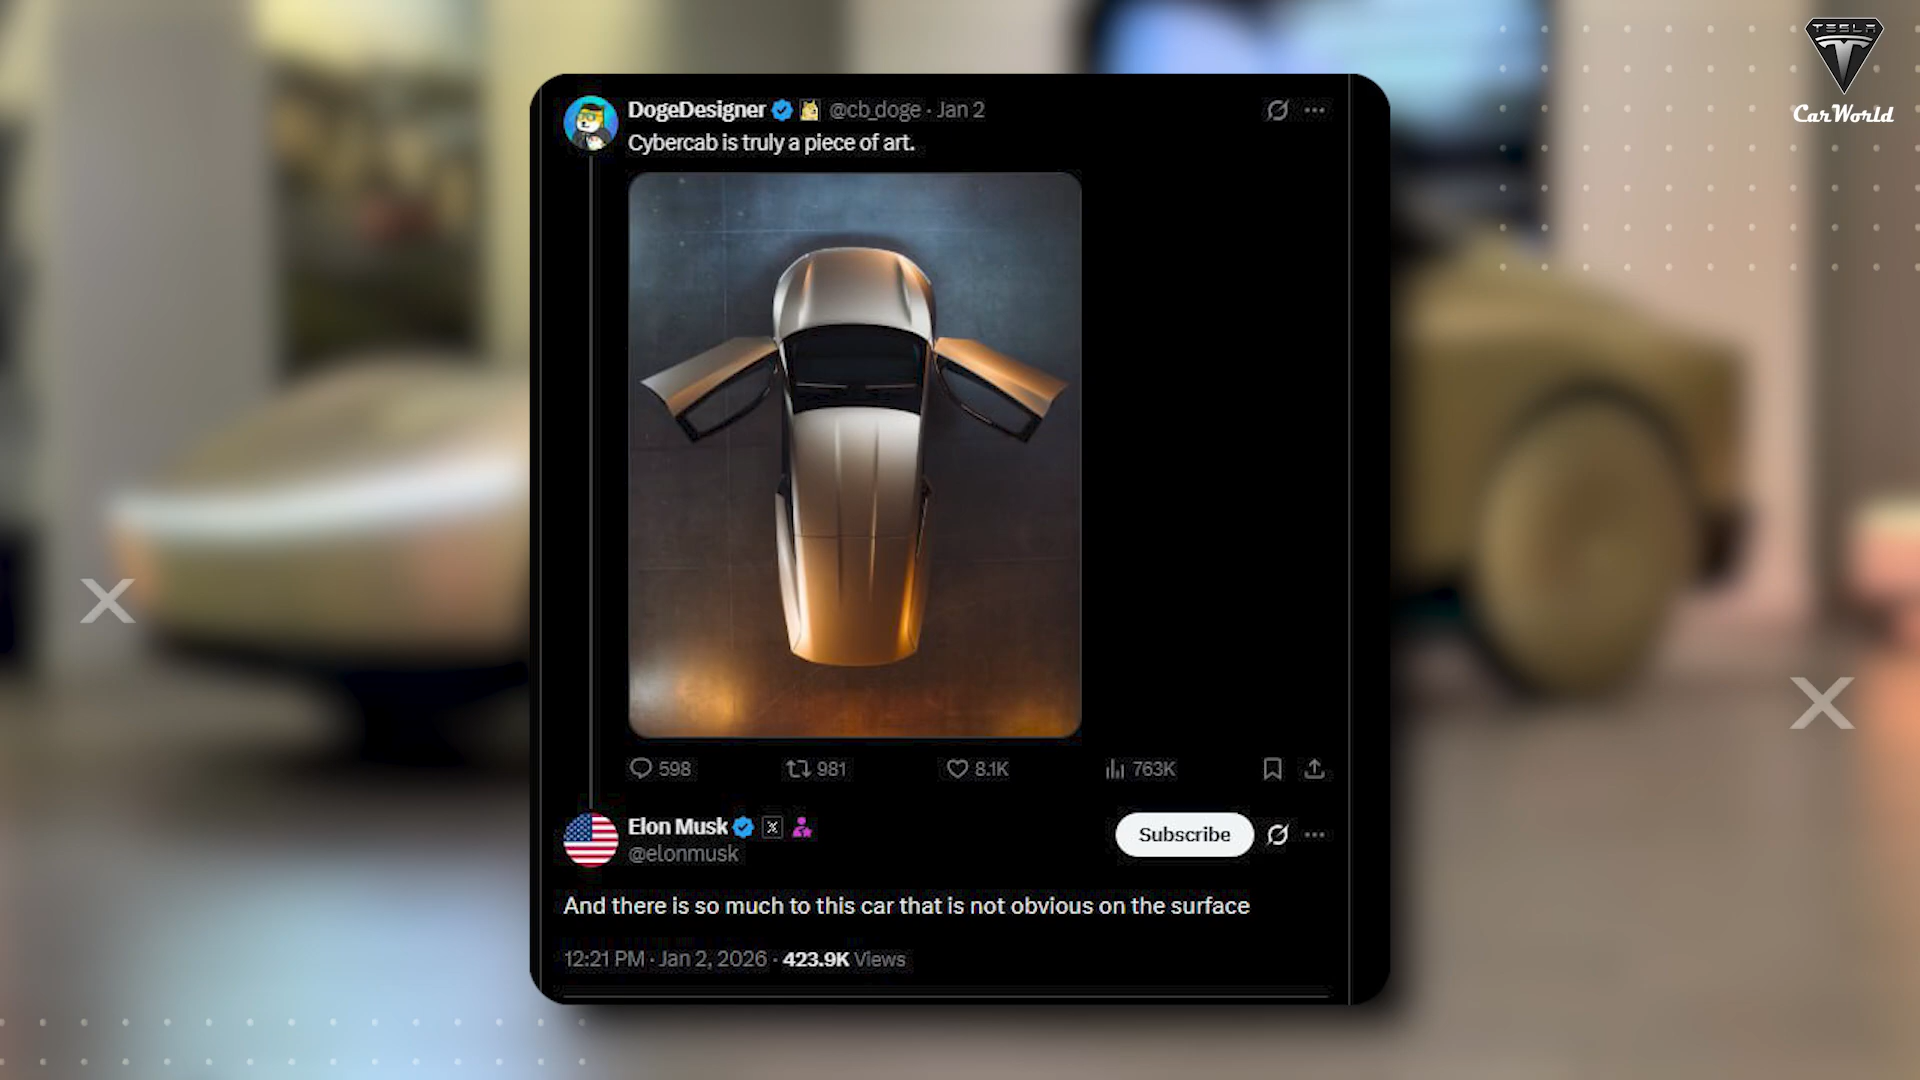 TESLA
CarWorld
DogeDesigner @cb_doge · Jan 2
Cybercab is truly a piece of art.
598 981 8.1K 763K
Elon Musk
@elonmusk
Subscribe
And there is so much to this car that is not obvious on the surface
12:21 PM · Jan 2, 2026 · 423.9K Views